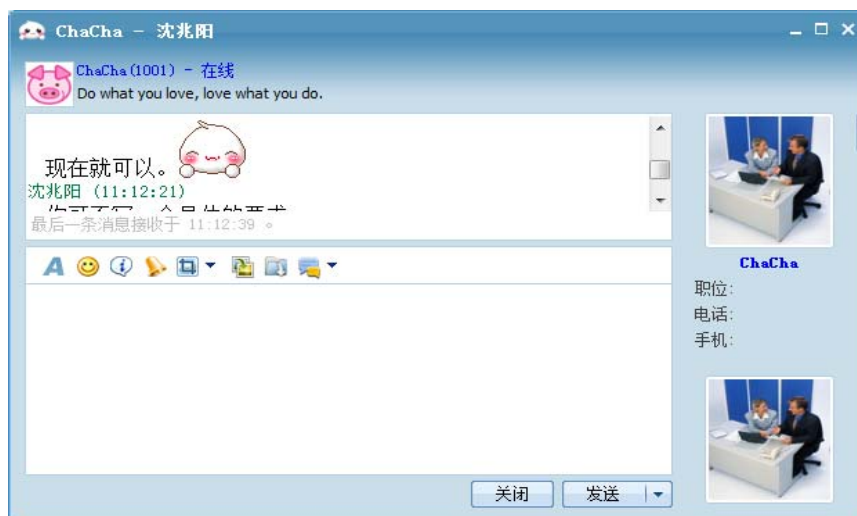 ChaCha - 沈兆阳
ChaCha(1001) - 在线
Do what you love, love what you do.
现在就可以。
沈兆阳 (11:12:21)
最后一条消息接收于 11:12:39 。
ChaCha
职位:
电话:
手机:
关闭
发送